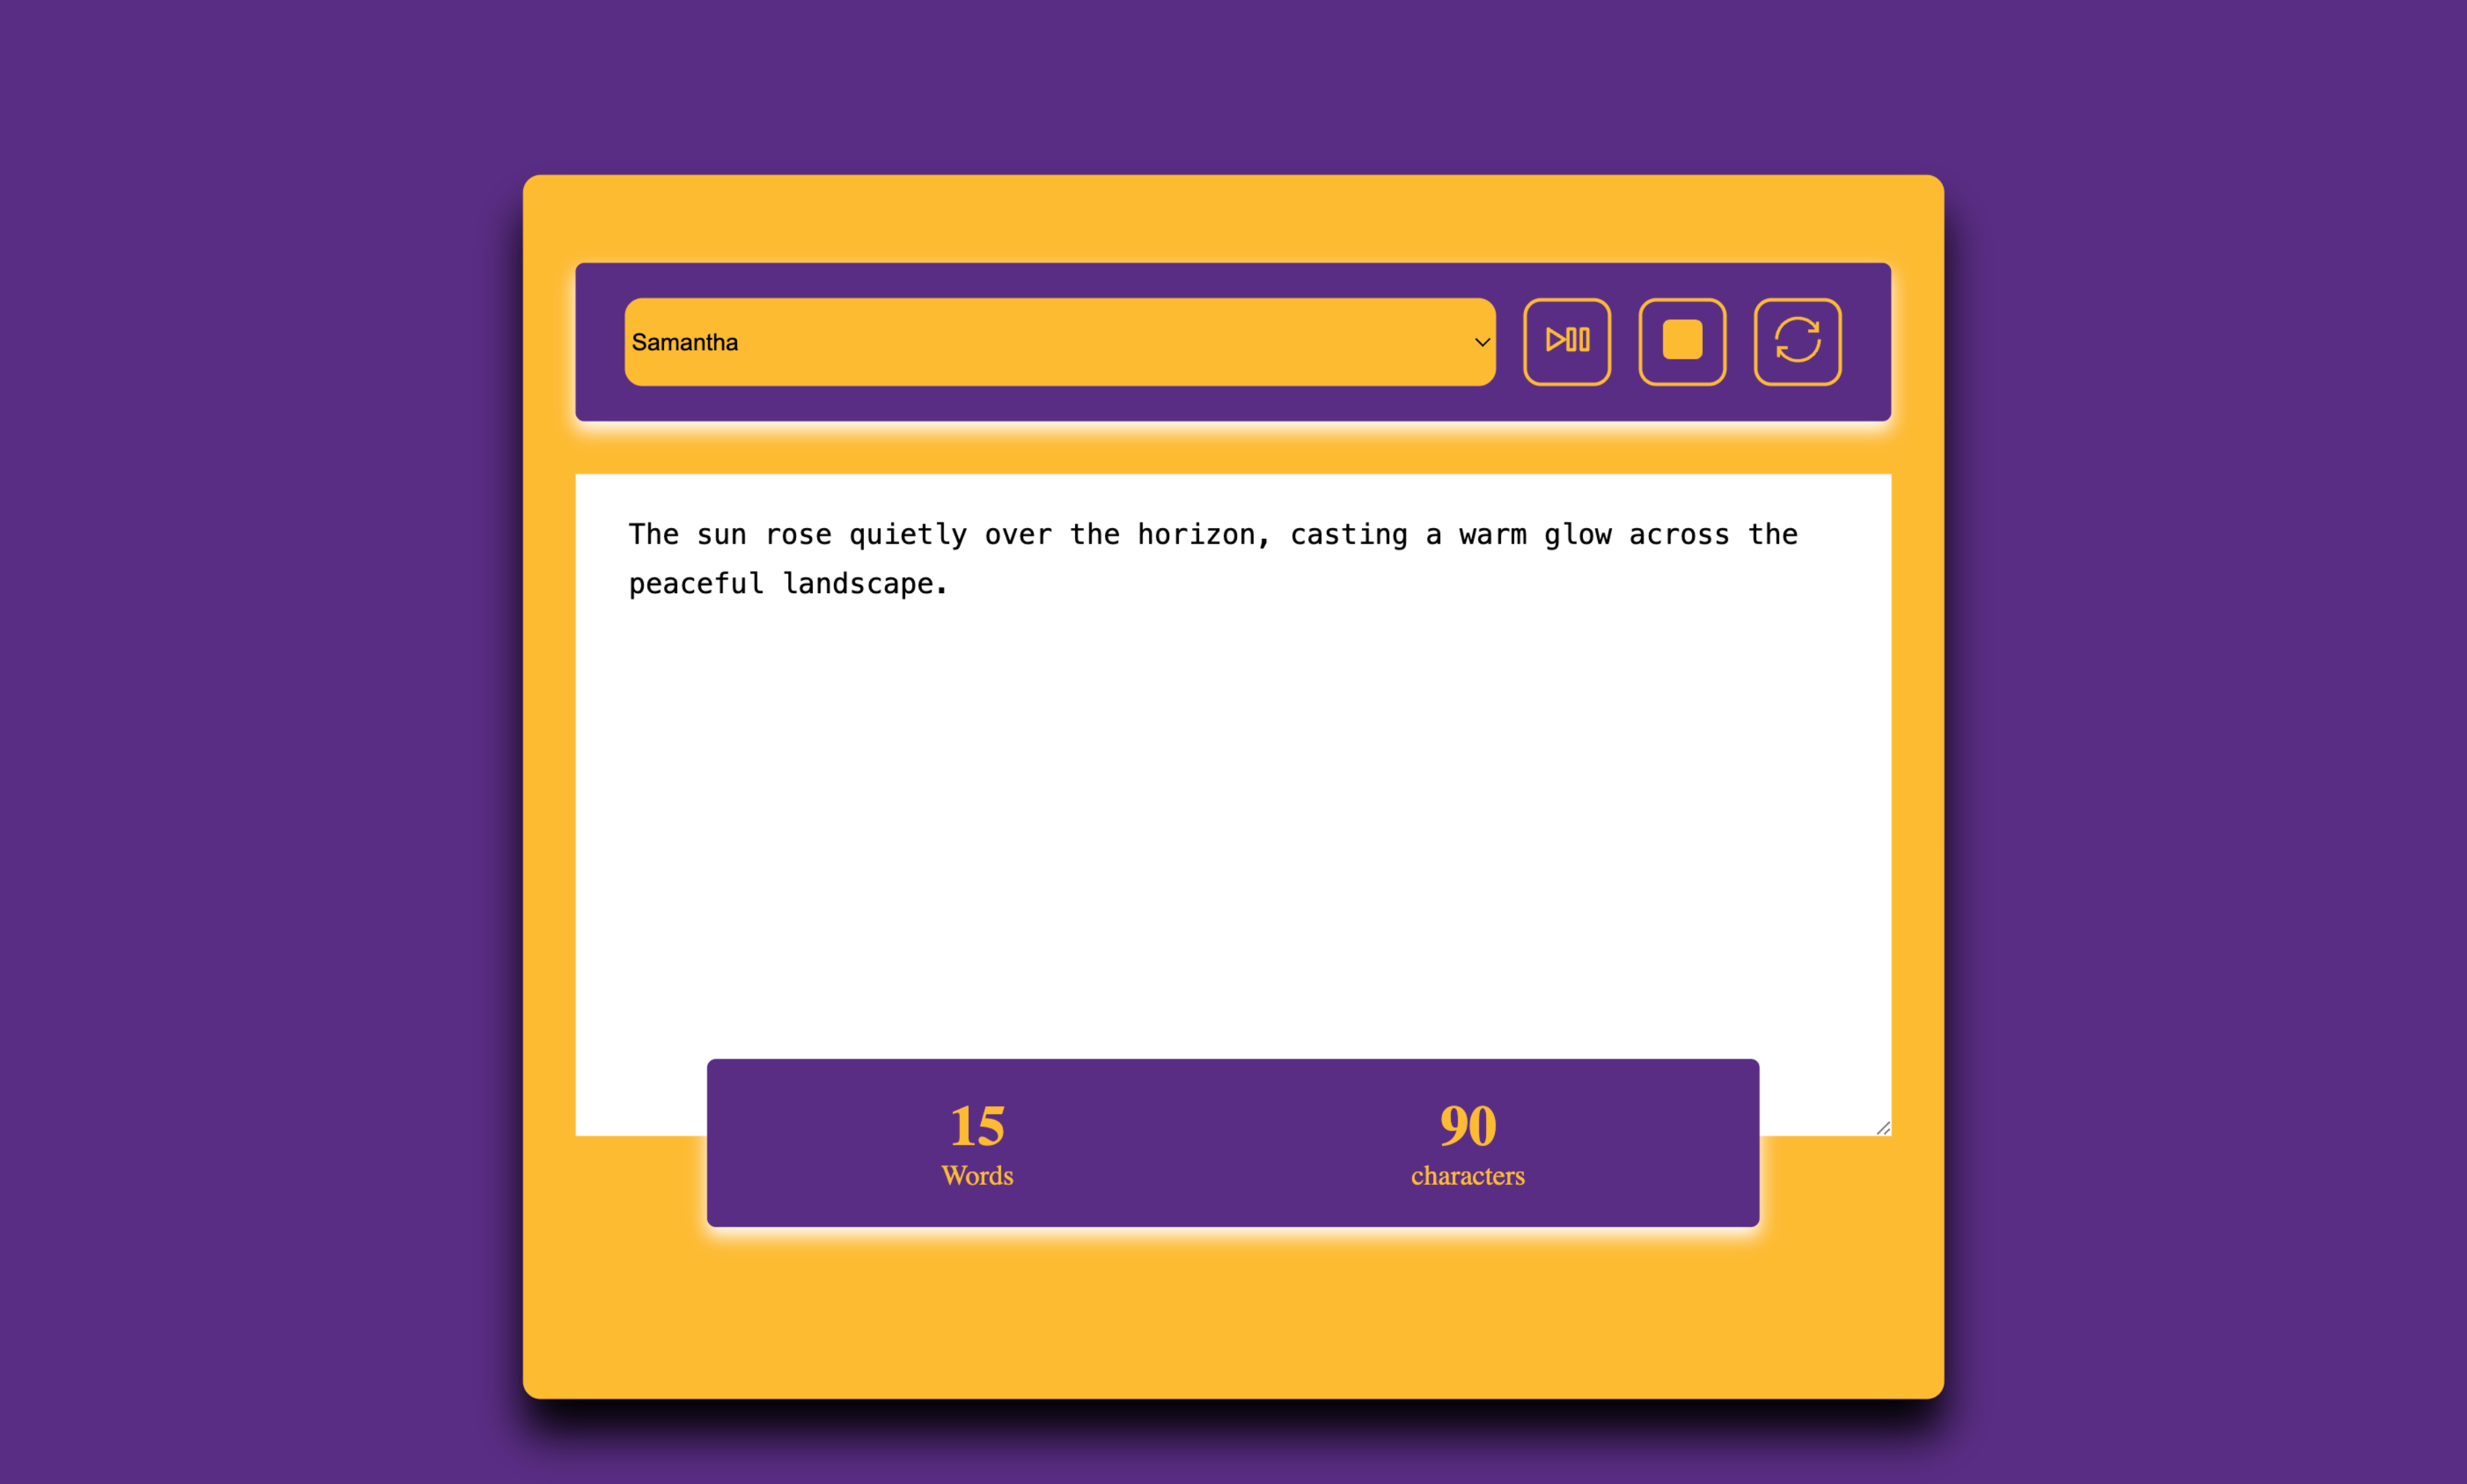 Samantha
The sun rose quietly over the horizon, casting a warm glow across the
peaceful landscape.
15 90
Words characters